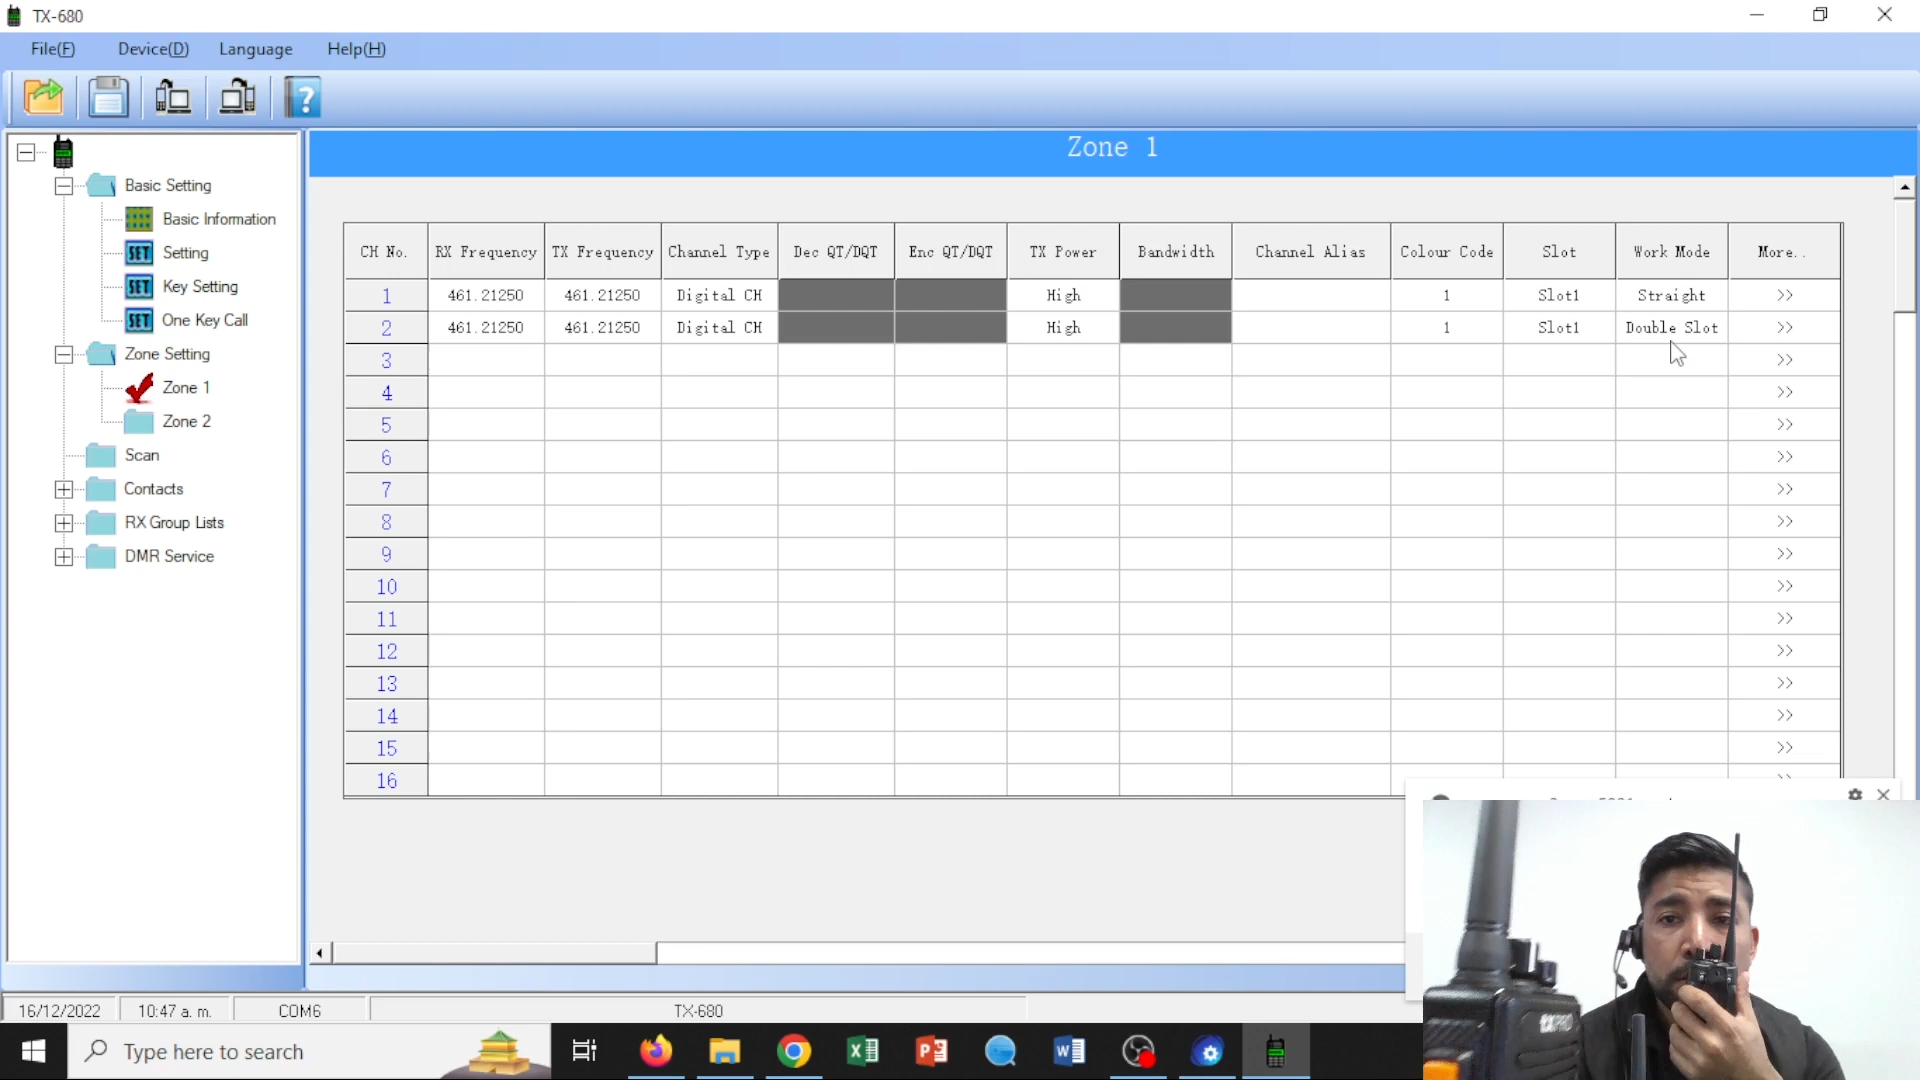 TX-680
File(F) Device(D) Language Help(H)
Basic Setting
Basic Information
Setting
Key Setting
One Key Call
Zone Setting
Zone 1
Zone 2
Scan
Contacts
RX Group Lists
DMR Service
SET
SET
SET
Zone 1
CH No. RX Frequency TX Frequency Channel Type Dec QT/DQT Enc QT/DQT TX Power Bandwidth Channel Alias Colour Code Slot Work Mode More..
1 461.21250 461.21250 Digital CH High 1 Slot1 Straight >>
2 461.21250 461.21250 Digital CH High 1 Slot1 Double Slot >>
3 >>
4 >>
5 >>
6 >>
7 >>
8 >>
9 >>
10 >>
11 >>
12 >>
13 >>
14 >>
15 >>
16 >>
16/12/2022 10:47 a. m. COM6 TX-680
Type here to search